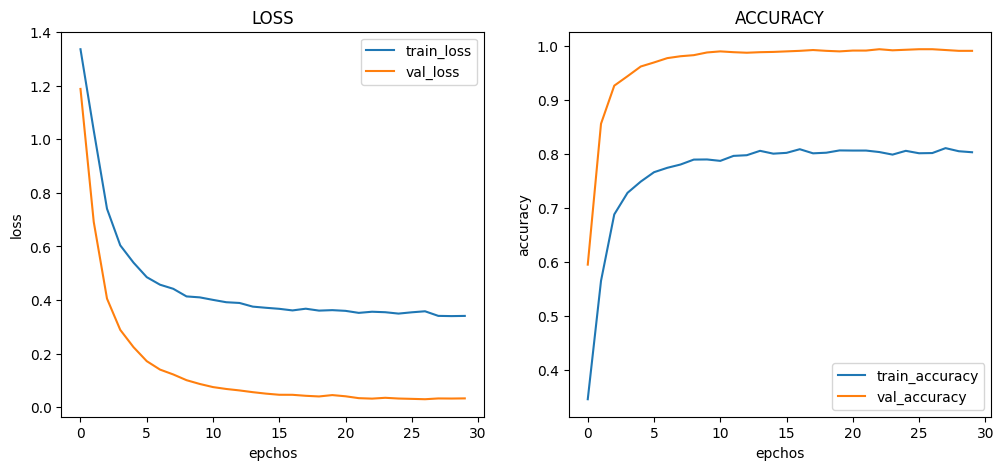 LOSS
1.4
1.2
1.0
0.8
0.6
0.4
0.2
0.0
loss
train_loss
val_loss
0 5 10 15 20 25 30
epchos
ACCURACY
1.0
0.9
0.8
0.7
0.6
0.5
0.4
accuracy
train_accuracy
val_accuracy
0 5 10 15 20 25 30
epchos